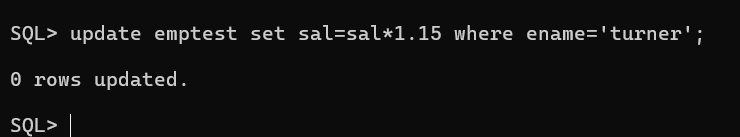 SQL> update emptest set sal=sal*1.15 where ename='turner';
0 rows updated.
SQL>